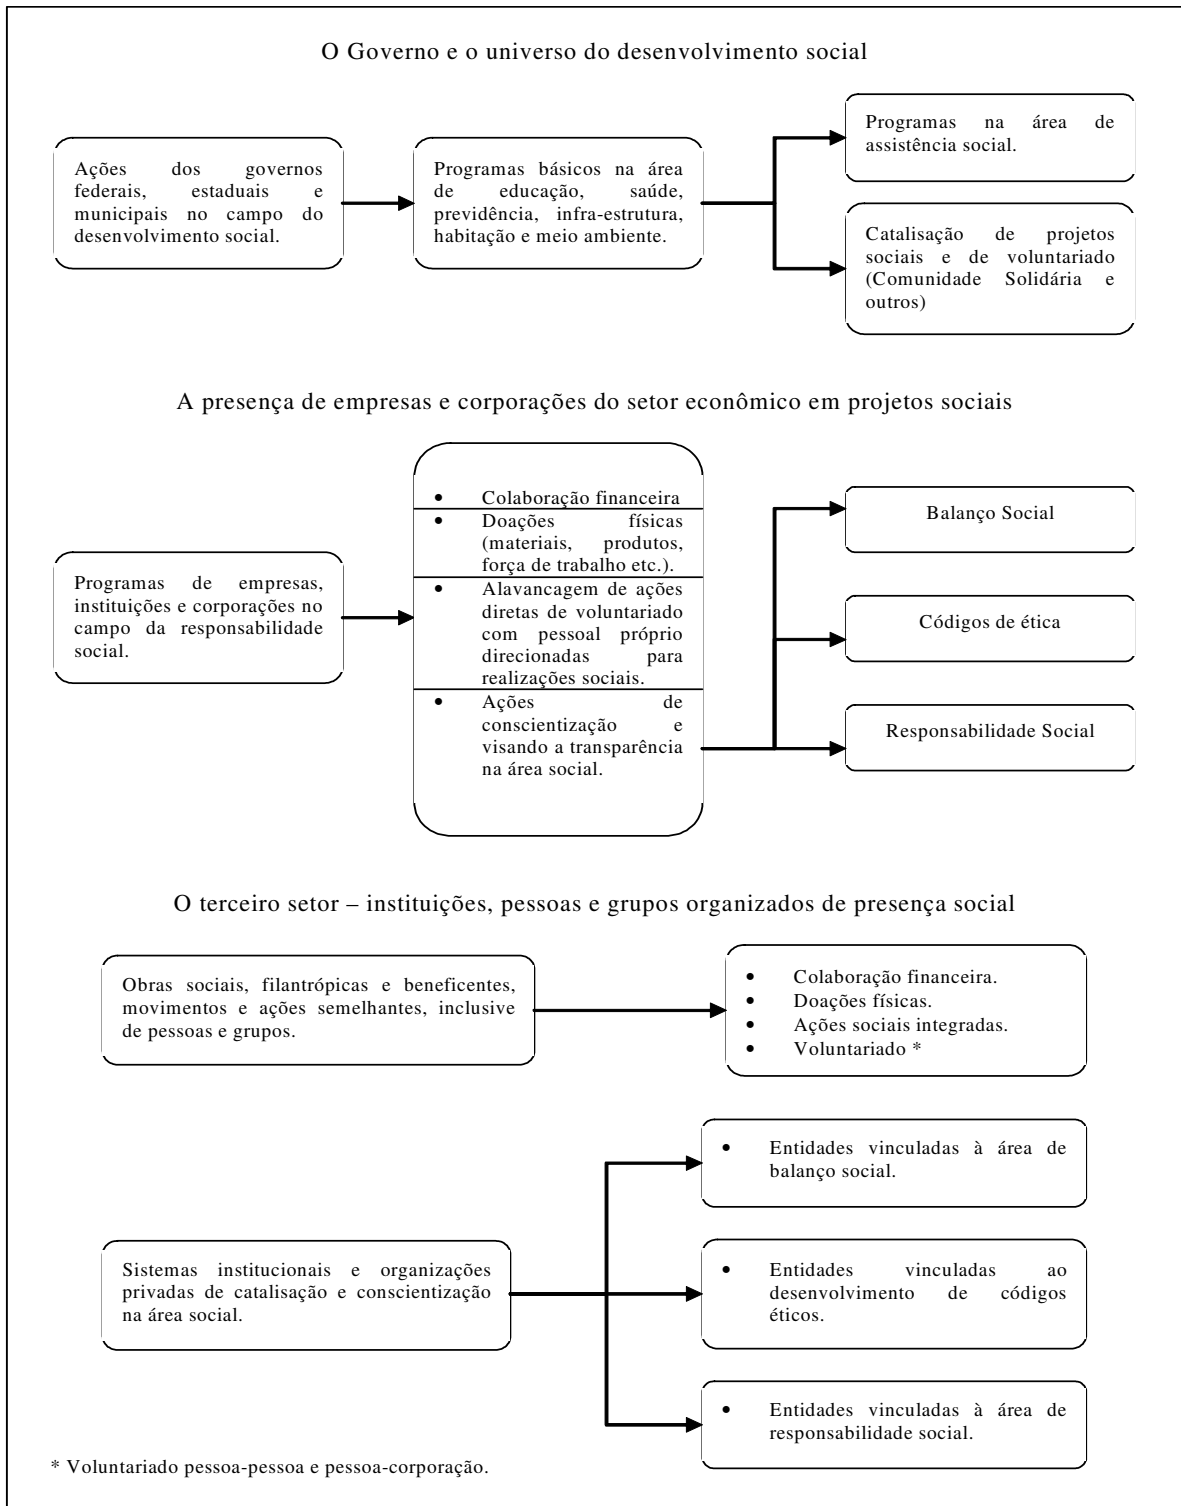 O Governo e o universo do desenvolvimento social
Ações dos governos
federais, estaduais e
municipais no campo do
desenvolvimento social.
Programas básicos na área
de educação, saúde,
previdência, infra-estrutura,
habitação e meio ambiente.
Programas na área de
assistência social.
Catalisação de projetos
sociais e de voluntariado
(Comunidade Solidária e
outros)
A presença de empresas e corporações do setor econômico em projetos sociais
Programas de empresas,
instituições e corporações no
campo da responsabilidade
social.
• Colaboração financeira
• Doações físicas
(materiais, produtos,
força de trabalho etc.).
• Alavancagem de ações
diretas de voluntariado
com pessoal próprio
direcionadas para
realizações sociais.
• Ações de
conscientização e
visando a transparência
na área social.
Balanço Social
Códigos de ética
Responsabilidade Social
O terceiro setor – instituições, pessoas e grupos organizados de presença social
Obras sociais, filantrópicas e beneficentes,
movimentos e ações semelhantes, inclusive
de pessoas e grupos.
• Colaboração financeira.
• Doações físicas.
• Ações sociais integradas.
• Voluntariado *
Sistemas institucionais e organizações
privadas de catalisação e conscientização
na área social.
• Entidades vinculadas à área de
balanço social.
• Entidades vinculadas ao
desenvolvimento de códigos
éticos.
• Entidades vinculadas à área de
responsabilidade social.
* Voluntariado pessoa-pessoa e pessoa-corporação.